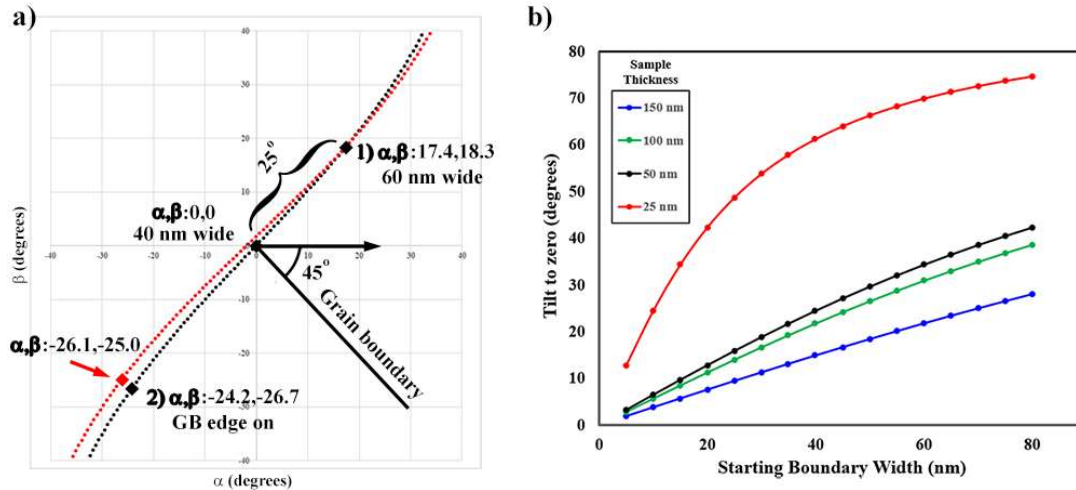 a)
40
30
20
10
0
-10
-20
-30
-40
-40
-30
-20
-10
0
10
20
30
40
β (degrees)
α (degrees)
25°
1) α,β:17.4,18.3
60 nm wide
α,β:0,0
40 nm wide
45°
Grain boundary
α,β:-26.1,-25.0
2) α,β:-24.2,-26.7
GB edge on
b)
80
70
60
50
40
30
20
10
0
0
20
40
60
80
Tilt to zero (degrees)
Starting Boundary Width (nm)
Sample
Thickness
150 nm
100 nm
50 nm
25 nm